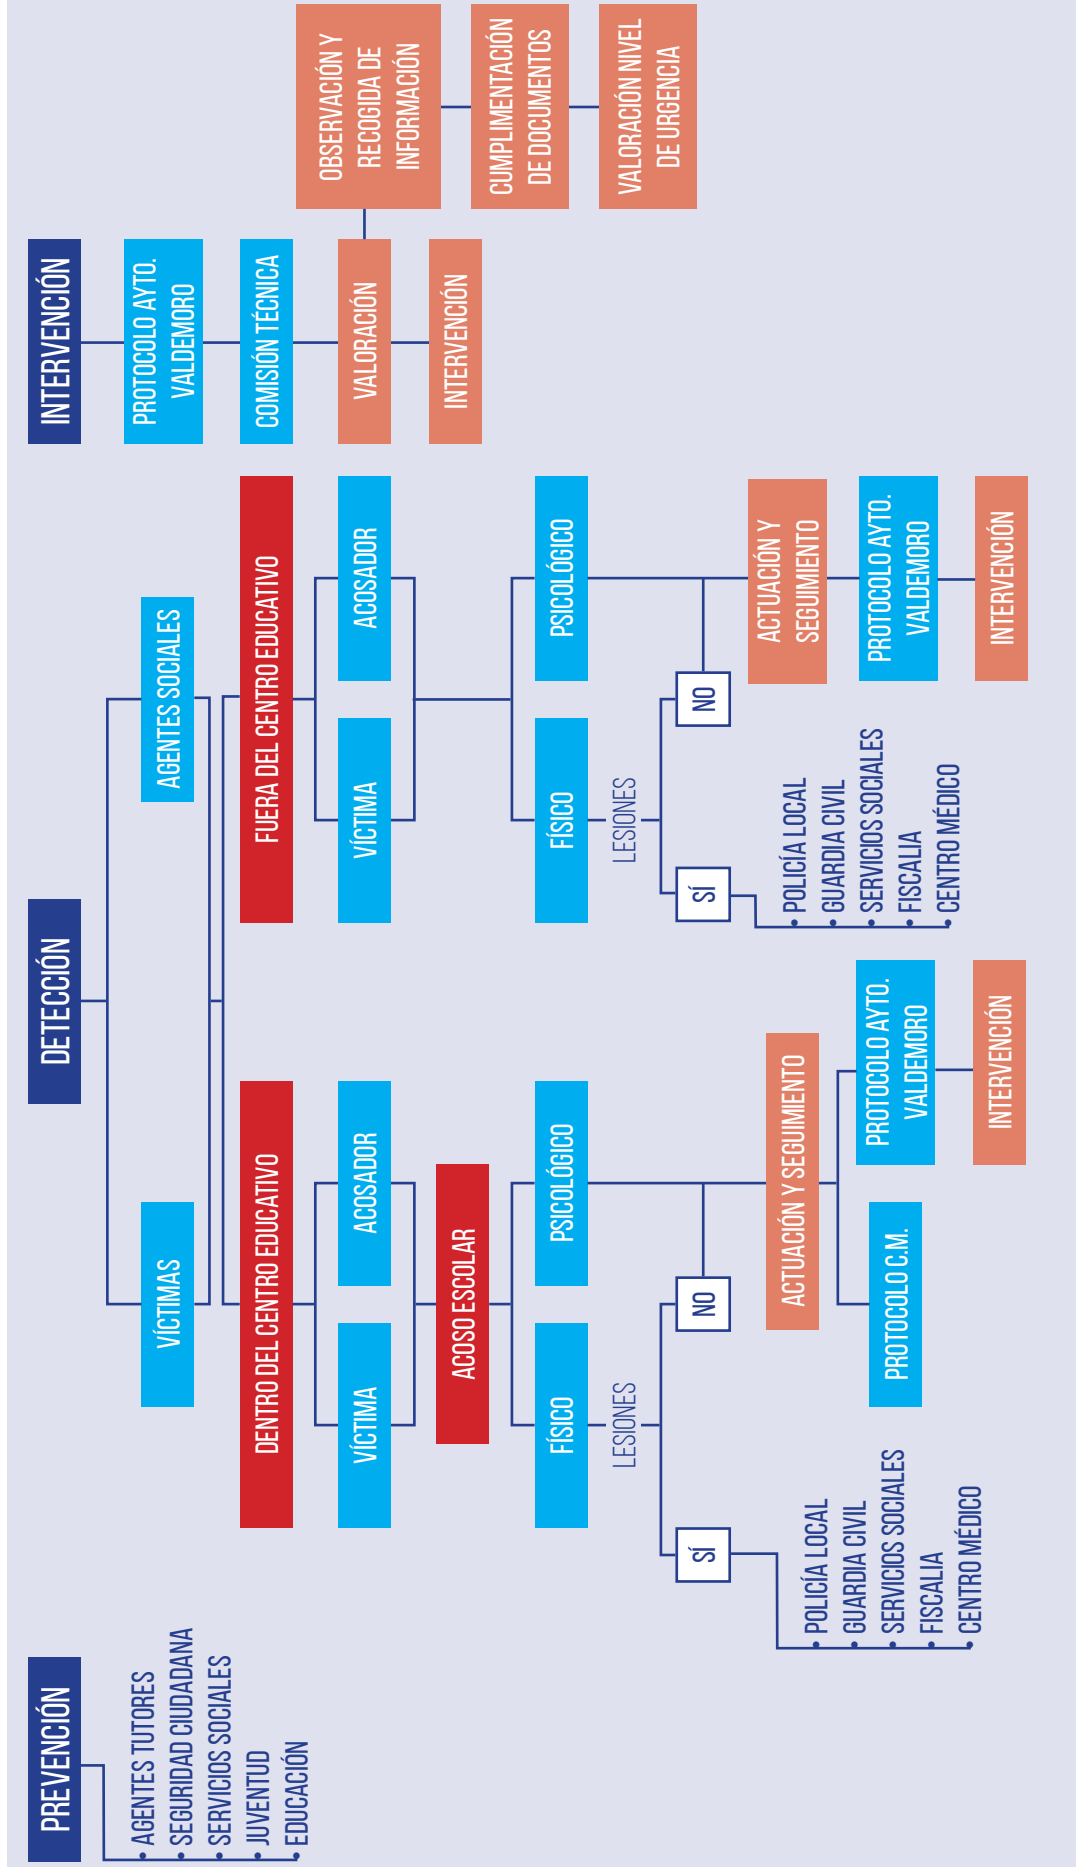 PREVENCIÓN
AGENTES TUTORES
SEGURIDAD CIUDADANA
SERVICIOS SOCIALES
JUVENTUD
EDUCACIÓN
DETECCIÓN
VÍCTIMAS
AGENTES SOCIALES
DENTRO DEL CENTRO EDUCATIVO
VÍCTIMA
ACOSADOR
ACOSO ESCOLAR
FÍSICO
PSICOLÓGICO
LESIONES
SÍ
NO
POLICÍA LOCAL
GUARDIA CIVIL
SERVICIOS SOCIALES
FISCALIA
CENTRO MÉDICO
ACTUACIÓN Y SEGUIMIENTO
PROTOCOLO C.M.
PROTOCOLO AYTO.
VALDEMORO
INTERVENCIÓN
FUERA DEL CENTRO EDUCATIVO
VÍCTIMA
ACOSADOR
FÍSICO
PSICOLÓGICO
LESIONES
SÍ
NO
POLICÍA LOCAL
GUARDIA CIVIL
SERVICIOS SOCIALES
FISCALIA
CENTRO MÉDICO
ACTUACIÓN Y
SEGUIMIENTO
PROTOCOLO AYTO.
VALDEMORO
INTERVENCIÓN
INTERVENCIÓN
PROTOCOLO AYTO.
VALDEMORO
COMISIÓN TÉCNICA
VALORACIÓN
INTERVENCIÓN
OBSERVACIÓN Y
RECOGIDA DE
INFORMACIÓN
CUMPLIMENTACIÓN
DE DOCUMENTOS
VALORACIÓN NIVEL
DE URGENCIA